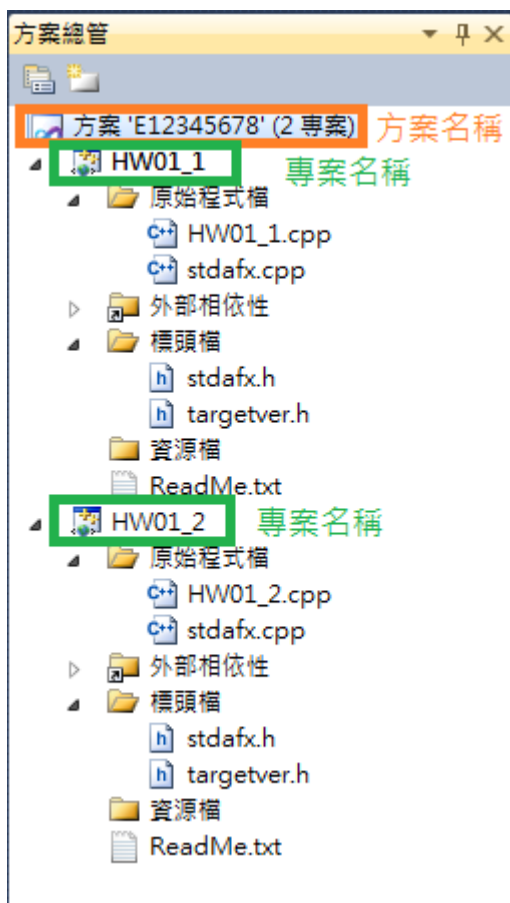 方案總管
方案 'E12345678' (2 專案) 方案名稱
HW01_1 專案名稱
原始程式檔
HW01_1.cpp
stdafx.cpp
外部相依性
標頭檔
stdafx.h
targetver.h
資源檔
ReadMe.txt
HW01_2 專案名稱
原始程式檔
HW01_2.cpp
stdafx.cpp
外部相依性
標頭檔
stdafx.h
targetver.h
資源檔
ReadMe.txt